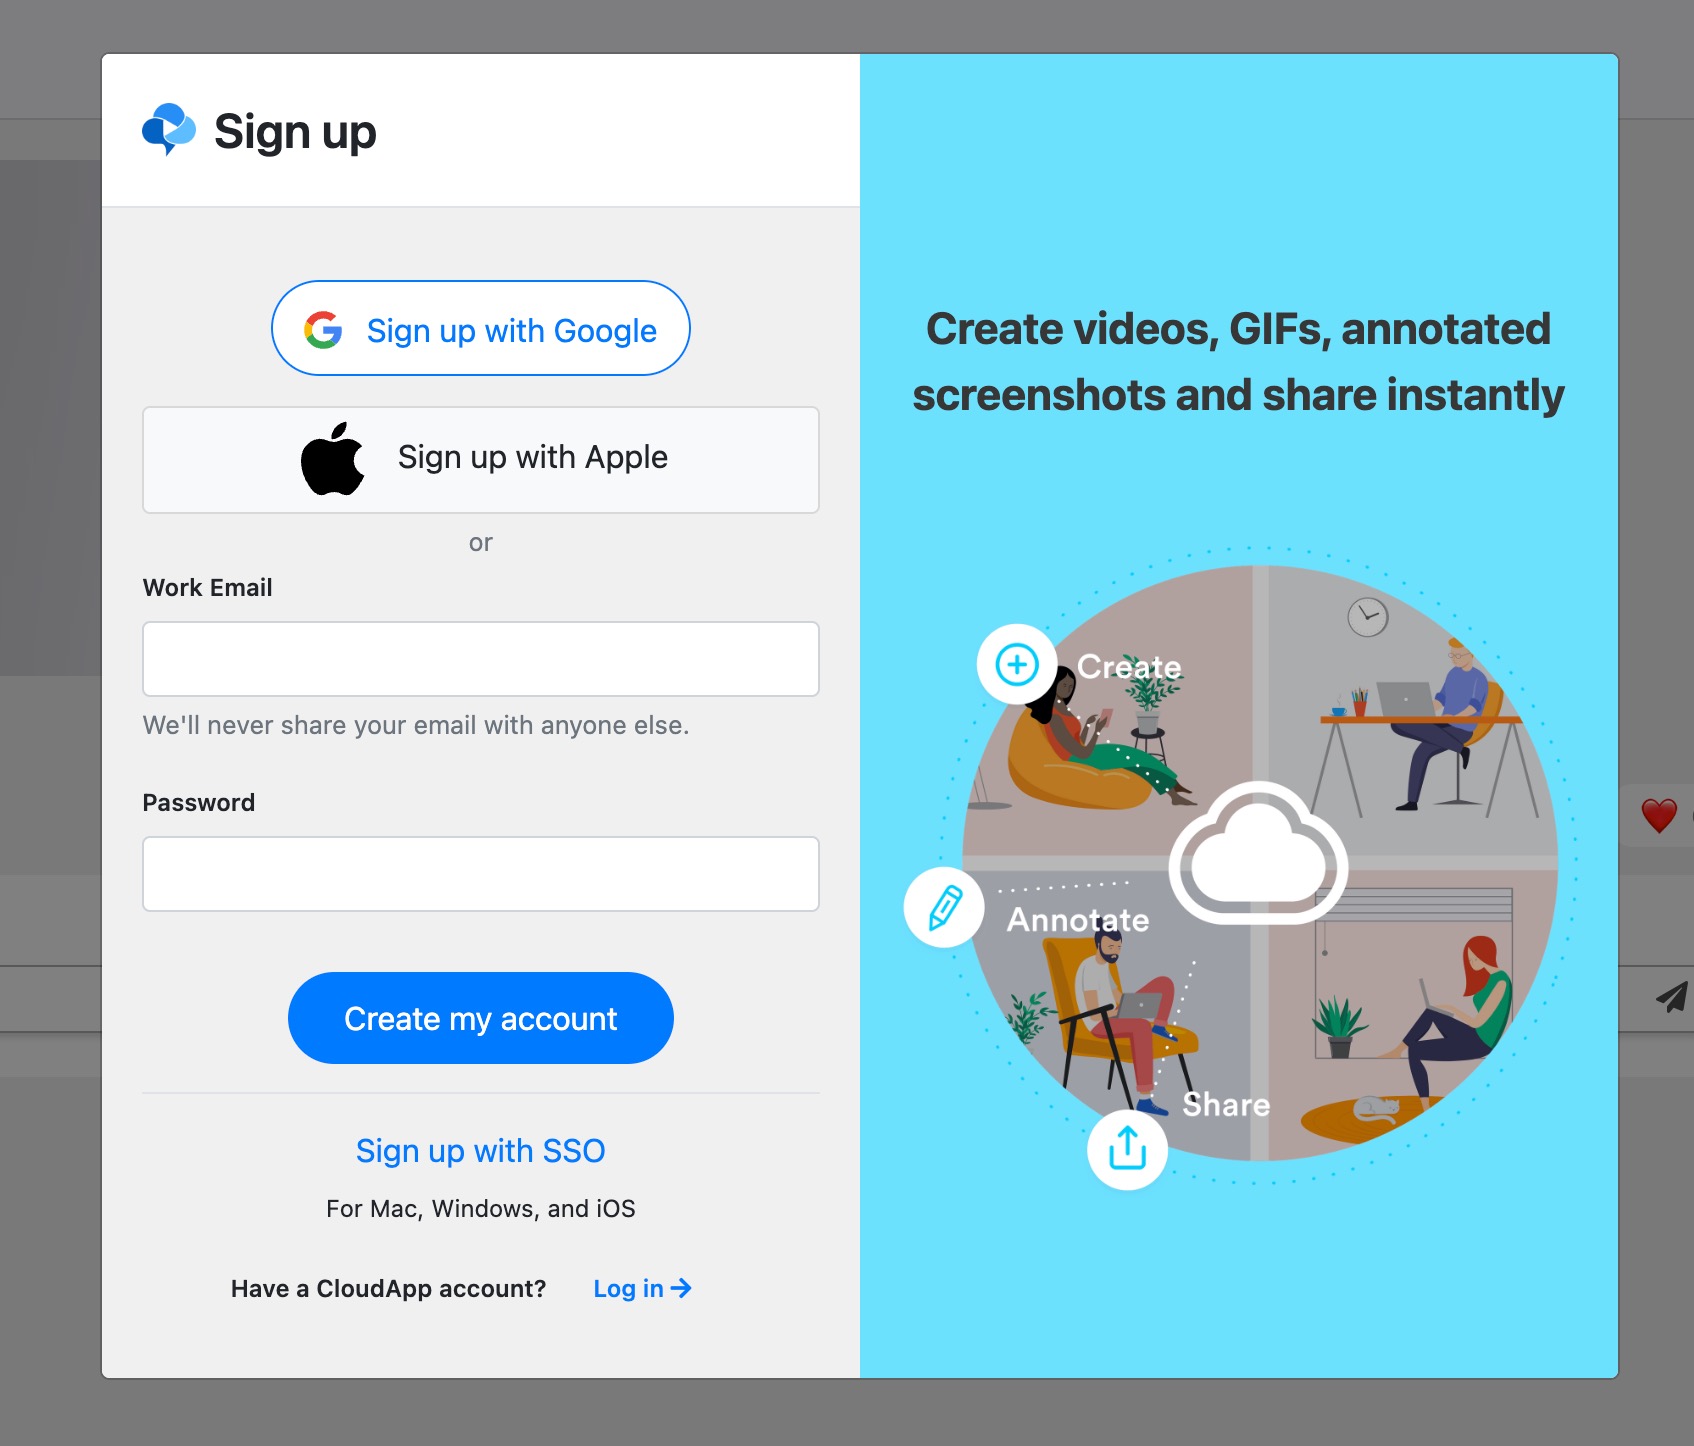 Sign up
Sign up with Google
Sign up with Apple
or
Work Email
We'll never share your email with anyone else.
Password
Create my account
Sign up with SSO
For Mac, Windows, and iOS
Have a CloudApp account? Log in
Create videos, GIFs, annotated
screenshots and share instantly
Create
Annotate
Share